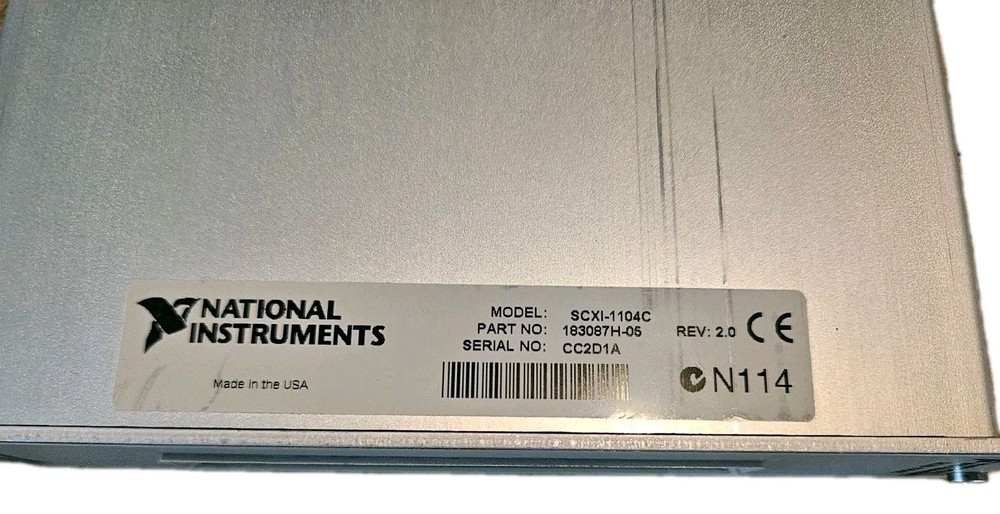 NATIONAL
INSTRUMENTS
Made in the USA
MODEL: SCXI-1104C
PART NO: 183087H-05 REV: 2.0 CE
SERIAL NO: CC2D1A
N114